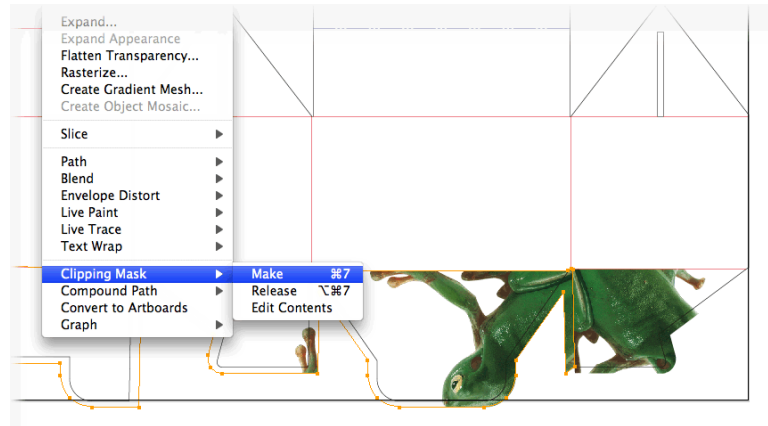 Expand...
Expand Appearance
Flatten Transparency...
Rasterize...
Create Gradient Mesh...
Create Object Mosaic...
Slice
Path
Blend
Envelope Distort
Live Paint
Live Trace
Text Wrap
Clipping Mask
Compound Path
Convert to Artboards
Graph
Make ⌘7
Release ⌥⌘7
Edit Contents